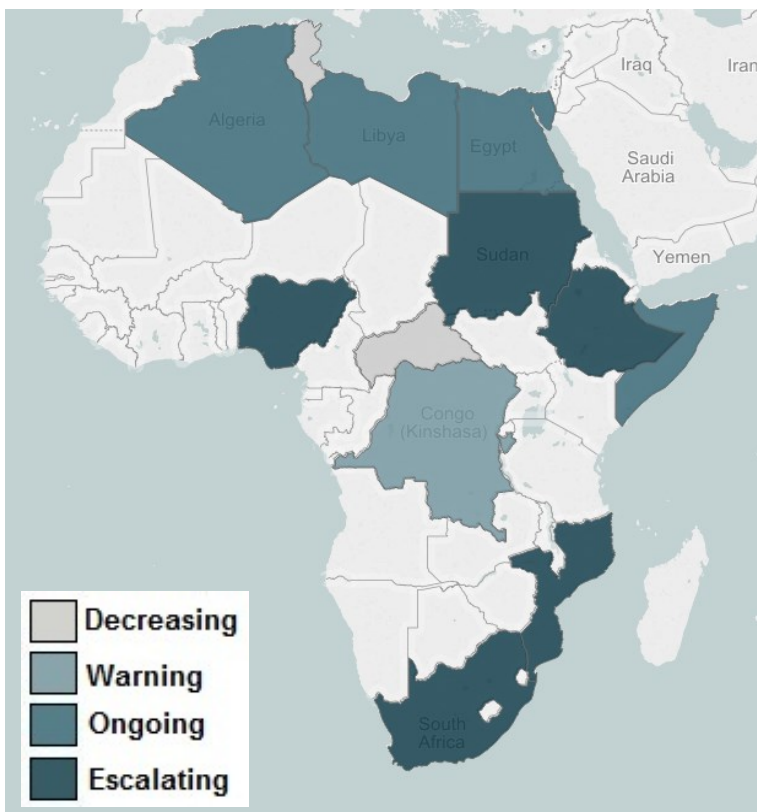 Iraq
Iran
Algeria
Libya
Egypt
Saudi
Arabia
Sudan
Yemen
Congo
(Kinshasa)
South
Africa
Decreasing
Warning
Ongoing
Escalating